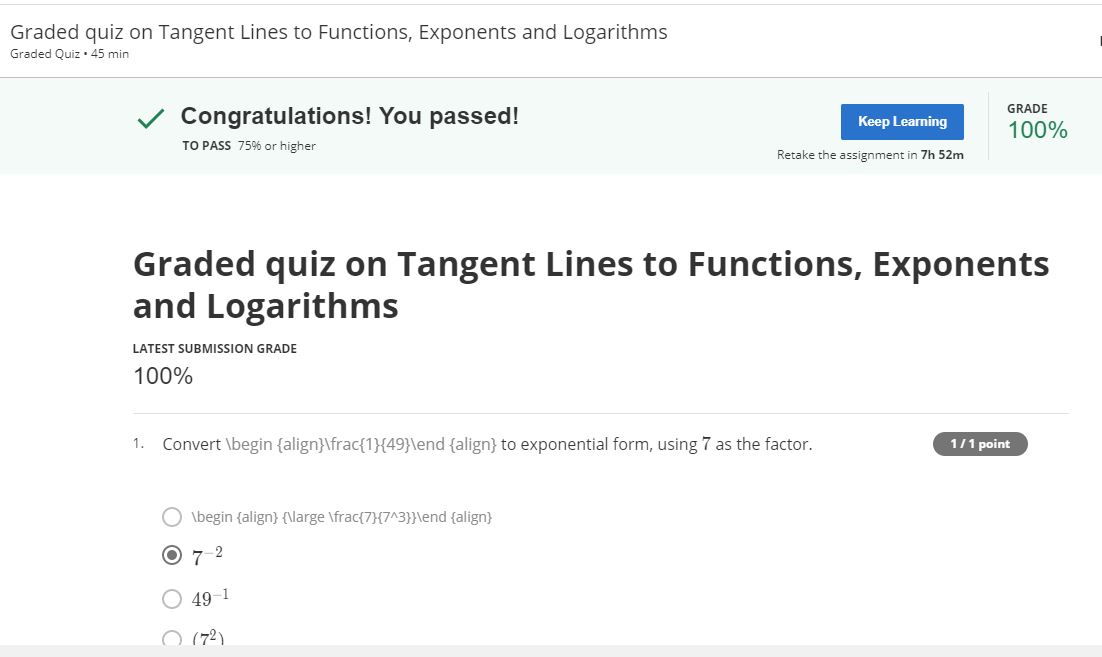 Graded quiz on Tangent Lines to Functions, Exponents and Logarithms
Graded Quiz • 45 min
Congratulations! You passed!
TO PASS 75% or higher
Keep Learning
Retake the assignment in 7h 52m
GRADE
100%
Graded quiz on Tangent Lines to Functions, Exponents
and Logarithms
LATEST SUBMISSION GRADE
100%
1. Convert \begin {align}\frac{1}{49}\end {align} to exponential form, using 7 as the factor.
1 / 1 point
\begin {align} {\large \frac{7}{7^3}}\end {align}
7⁻²
49⁻¹
(7²)